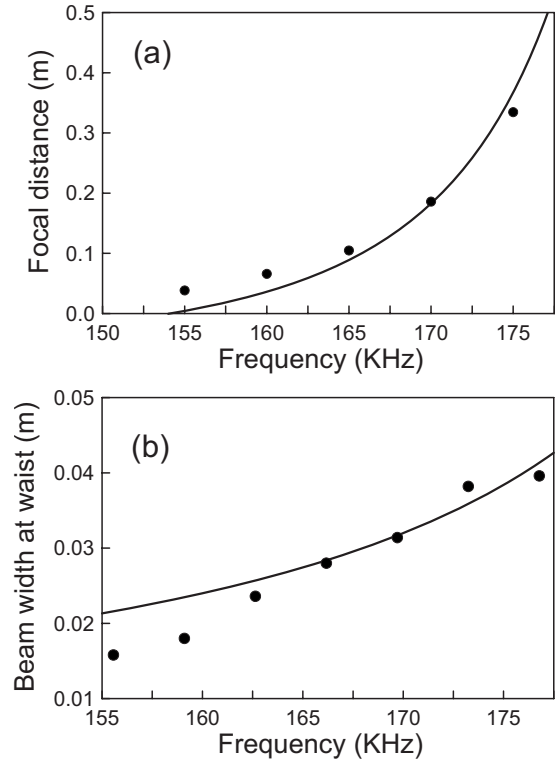 0.5
(a)
0.4
0.3
0.2
0.1
0.0
Focal distance (m)
150 155 160 165 170 175
Frequency (KHz)
0.05
(b)
0.04
0.03
0.02
0.01
Beam width at waist (m)
155 160 165 170 175
Frequency (KHz)